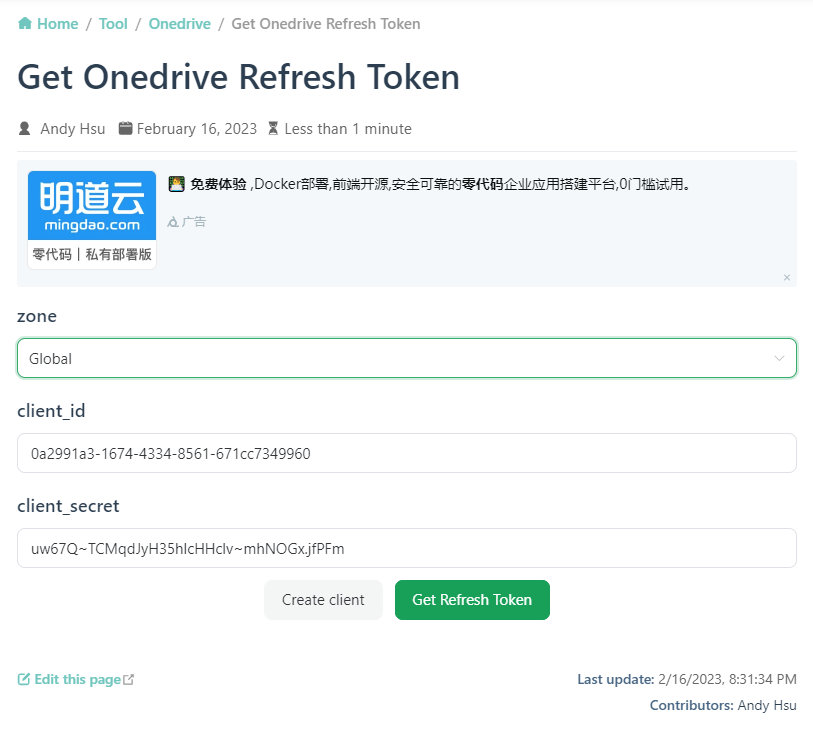 Home / Tool / Onedrive / Get Onedrive Refresh Token
Get Onedrive Refresh Token
Andy Hsu February 16, 2023 Less than 1 minute
明道云
mingdao.com
零代码 | 私有部署版
免费体验 ,Docker部署,前端开源,安全可靠的零代码企业应用搭建平台,0门槛试用。
广告
×
zone
Global
client_id
0a2991a3-1674-4334-8561-671cc7349960
client_secret
uw67Q~TCMqdJyH35hlcHHclv~mhNOGx.jfPFm
Create client
Get Refresh Token
Edit this page
Last update: 2/16/2023, 8:31:34 PM
Contributors: Andy Hsu